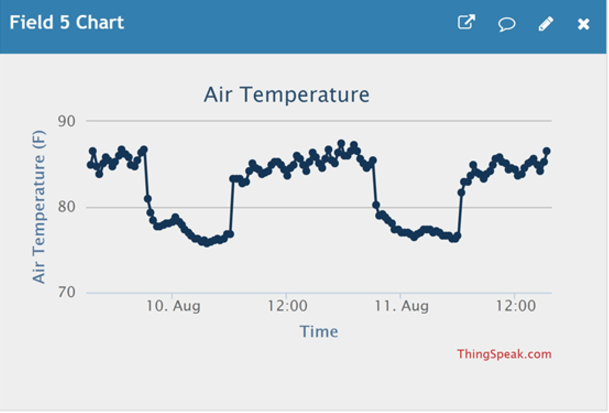 Field 5 Chart
Air Temperature
Air Temperature (F)
90
80
70
10. Aug 12:00 11. Aug 12:00
Time
ThingSpeak.com